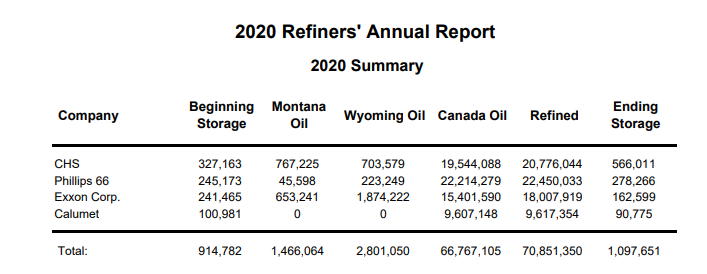 2020 Refiners' Annual Report
2020 Summary
Company Beginning Storage Montana Oil Wyoming Oil Canada Oil Refined Ending Storage
CHS 327,163 767,225 703,579 19,544,088 20,776,044 566,011
Phillips 66 245,173 45,598 223,249 22,214,279 22,450,033 278,266
Exxon Corp. 241,465 653,241 1,874,222 15,401,590 18,007,919 162,599
Calumet 100,981 0 0 9,607,148 9,617,354 90,775
Total: 914,782 1,466,064 2,801,050 66,767,105 70,851,350 1,097,651